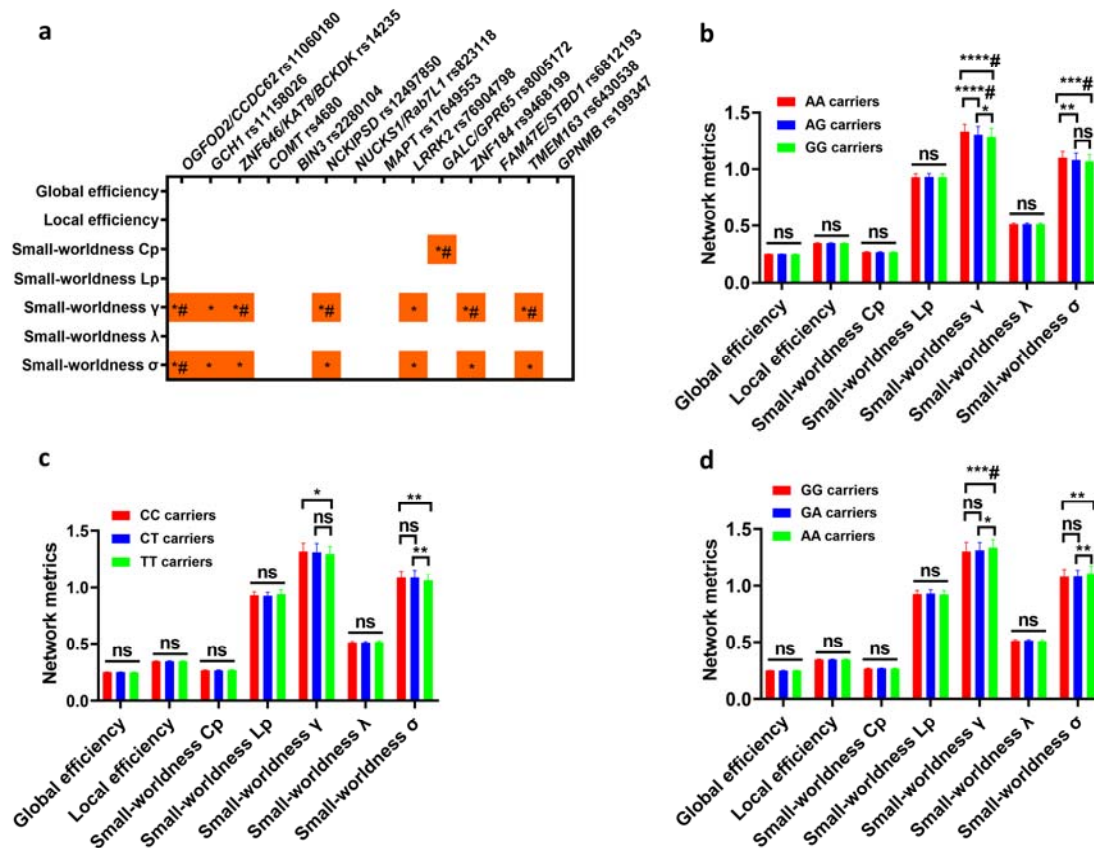 a
OGFOD2/CCDC62 rs11060180
GCH1 rs11158026
ZNF646/KAT8/BCKDK rs14235
COMT rs4680
BIN3 rs2280104
NCKIPSD rs12497850
NUCKS1/Rab7L1 rs823118
MAPT rs17649553
LRRK2 rs76904798
GALC/GPR65 rs8005172
ZNF184 rs9468199
FAM47E/STBD1 rs6812193
TMEM163 rs6430538
GPNMB rs199347
Global efficiency
Local efficiency
Small-worldness Cp
*#
Small-worldness Lp
Small-worldness γ
*# * *# *# * *# *#
Small-worldness λ
Small-worldness σ
*# * * * * * *
b
AA carriers
AG carriers
GG carriers
Network metrics
1.5
1.0
0.5
0.0
ns
ns
ns
ns
****#
****#
*
ns
***#
**
ns
Global efficiency
Local efficiency
Small-worldness Cp
Small-worldness Lp
Small-worldness γ
Small-worldness λ
Small-worldness σ
c
CC carriers
CT carriers
TT carriers
Network metrics
1.5
1.0
0.5
0.0
ns
ns
ns
ns
*
ns
ns
**
ns
**
Global efficiency
Local efficiency
Small-worldness Cp
Small-worldness Lp
Small-worldness γ
Small-worldness λ
Small-worldness σ
d
GG carriers
GA carriers
AA carriers
Network metrics
1.5
1.0
0.5
0.0
ns
ns
ns
ns
***#
ns
*
ns
**
ns
**
Global efficiency
Local efficiency
Small-worldness Cp
Small-worldness Lp
Small-worldness γ
Small-worldness λ
Small-worldness σ